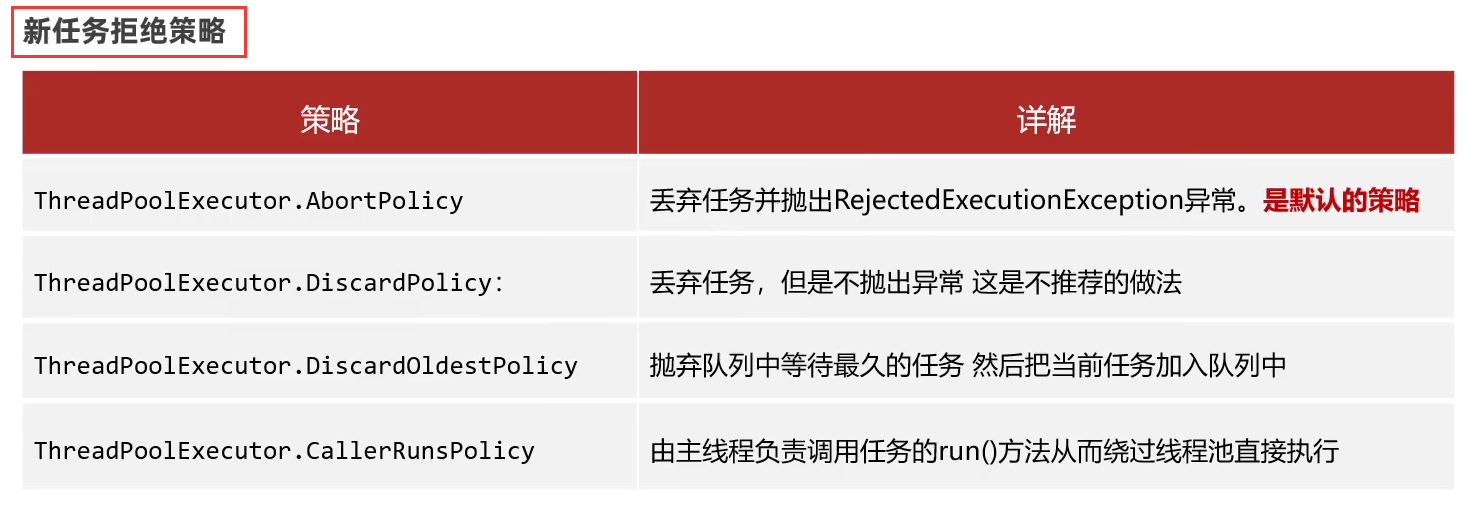 新任务拒绝策略
策略 详解
ThreadPoolExecutor.AbortPolicy 丢弃任务并抛出RejectedExecutionException异常。是默认的策略
ThreadPoolExecutor.DiscardPolicy： 丢弃任务，但是不抛出异常 这是不推荐的做法
ThreadPoolExecutor.DiscardOldestPolicy 抛弃队列中等待最久的任务 然后把当前任务加入队列中
ThreadPoolExecutor.CallerRunsPolicy 由主线程负责调用任务的run()方法从而绕过线程池直接执行